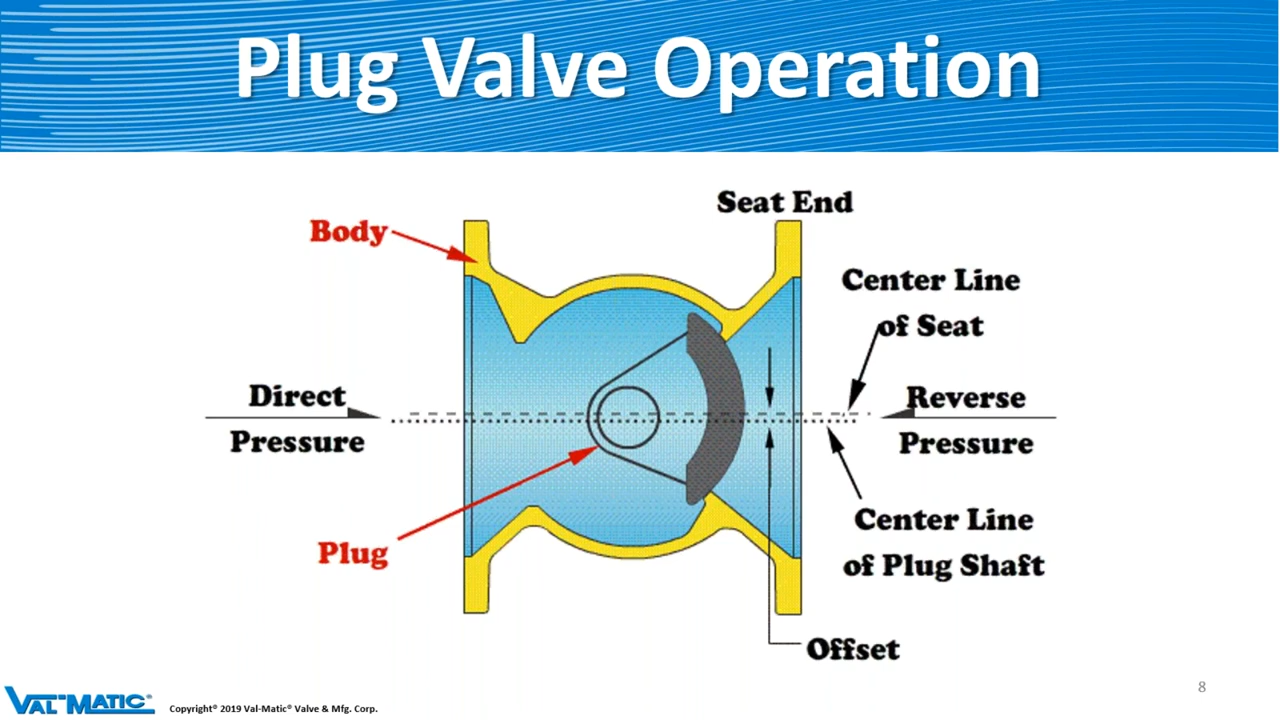 Plug Valve Operation
Seat End
Body
Center Line
of Seat
Direct
Pressure
Reverse
Pressure
Center Line
of Plug Shaft
Plug
Offset
8
VAL-MATIC®
Copyright® 2019 Val-Matic® Valve & Mfg. Corp.